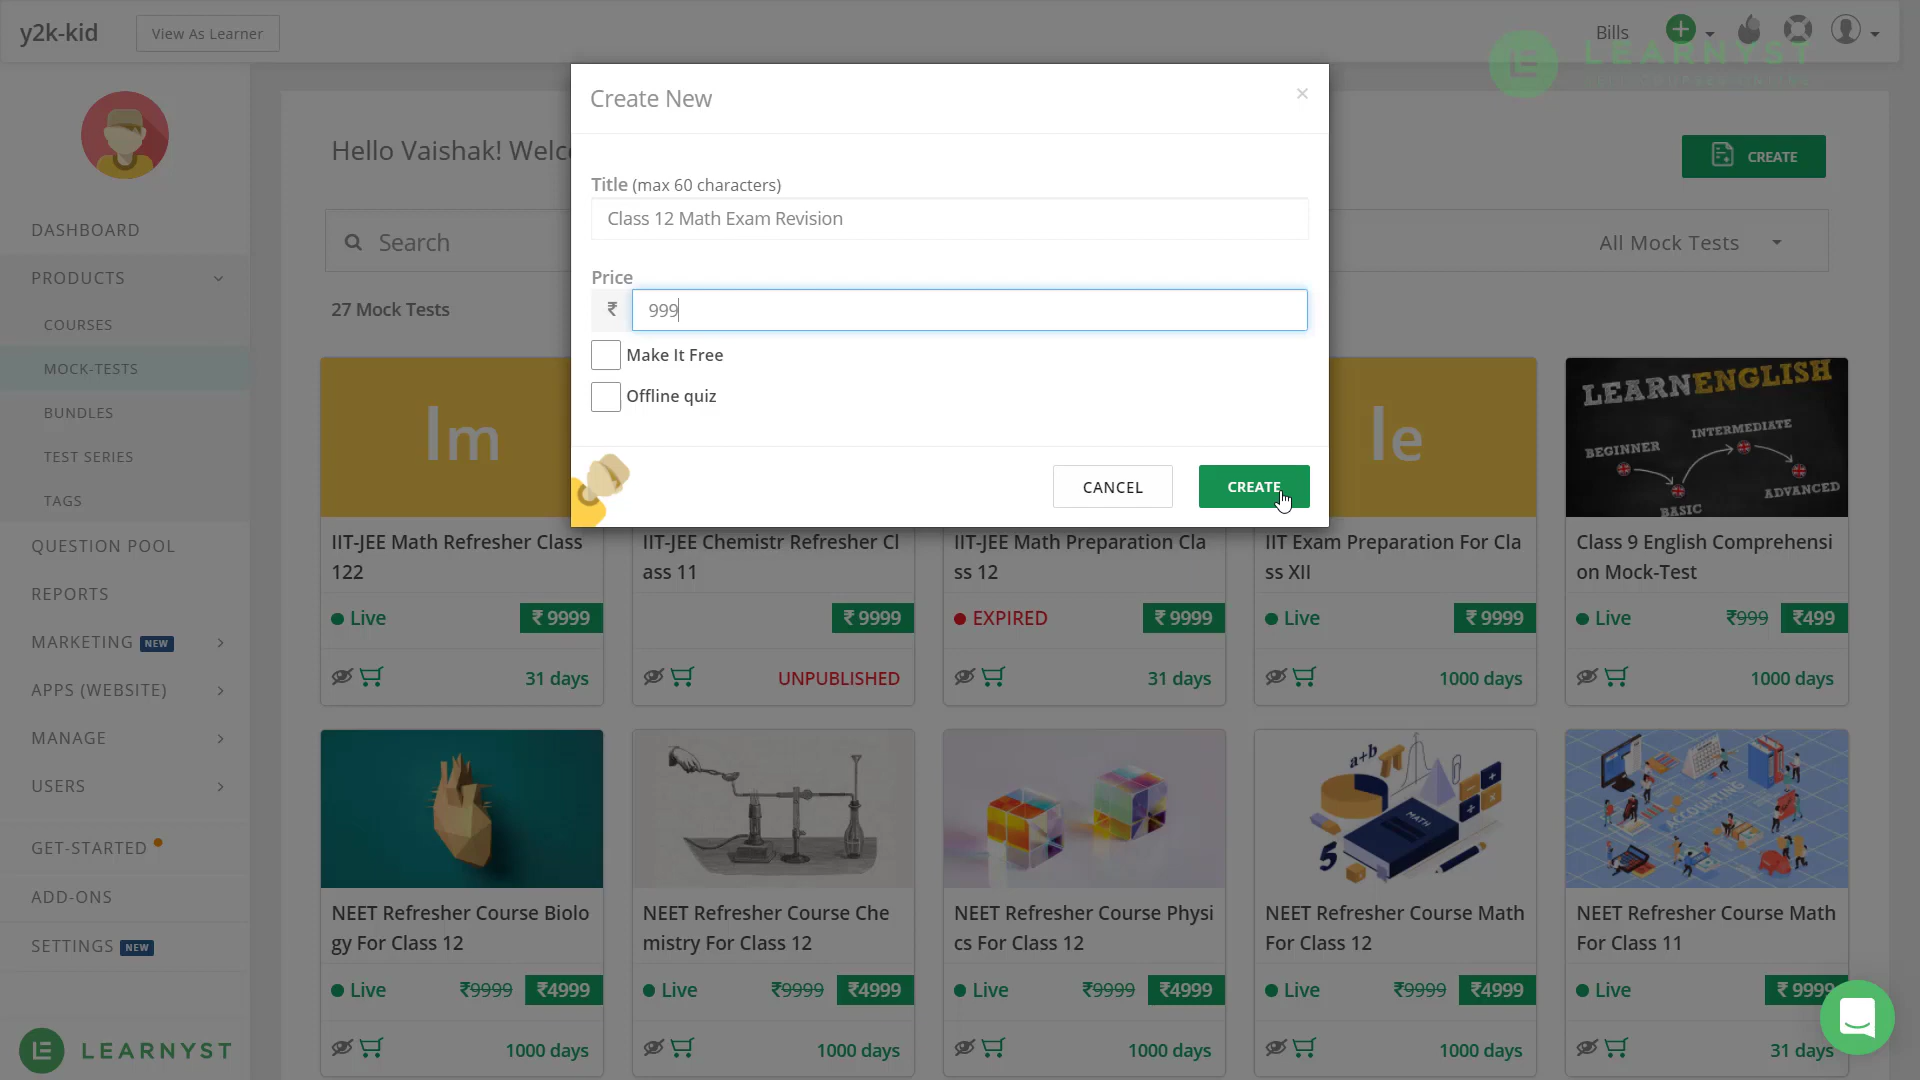 y2k-kid
View As Learner
Bills
LEARNYST
Create New
×
Hello Vaishak!
CREATE
Title (max 60 characters)
Class 12 Math Exam Revision
DASHBOARD
Search
All Mock Tests
PRODUCTS
Price
₹ 999
27 Mock Tests
COURSES
Make It Free
MOCK-TESTS
Offline quiz
BUNDLES
TEST SERIES
TAGS
CANCEL
CREATE
Im
le
LEARNENGLISH
BEGINNER
INTERMEDIATE
BASIC
ADVANCED
QUESTION POOL
REPORTS
MARKETING NEW
APPS (WEBSITE)
MANAGE
USERS
GET-STARTED
ADD-ONS
SETTINGS NEW
LEARNYST
IIT-JEE Math Refresher Class
122
Live ₹ 9999
31 days
IIT-JEE Chemistr Refresher Cl
ass 11
₹ 9999
UNPUBLISHED
IIT-JEE Math Preparation Cla
ss 12
EXPIRED ₹ 9999
31 days
IIT Exam Preparation For Cla
ss XII
Live ₹ 9999
1000 days
Class 9 English Comprehensi
on Mock-Test
Live ₹999 ₹499
1000 days
NEET Refresher Course Biolo
gy For Class 12
Live ₹9999 ₹4999
1000 days
NEET Refresher Course Che
mistry For Class 12
Live ₹9999 ₹4999
1000 days
NEET Refresher Course Physi
cs For Class 12
Live ₹9999 ₹4999
1000 days
a+b
MATH
5
NEET Refresher Course Math
For Class 12
Live ₹9999 ₹4999
1000 days
ACCOUNTING
NEET Refresher Course Math
For Class 11
Live ₹ 9999
31 days